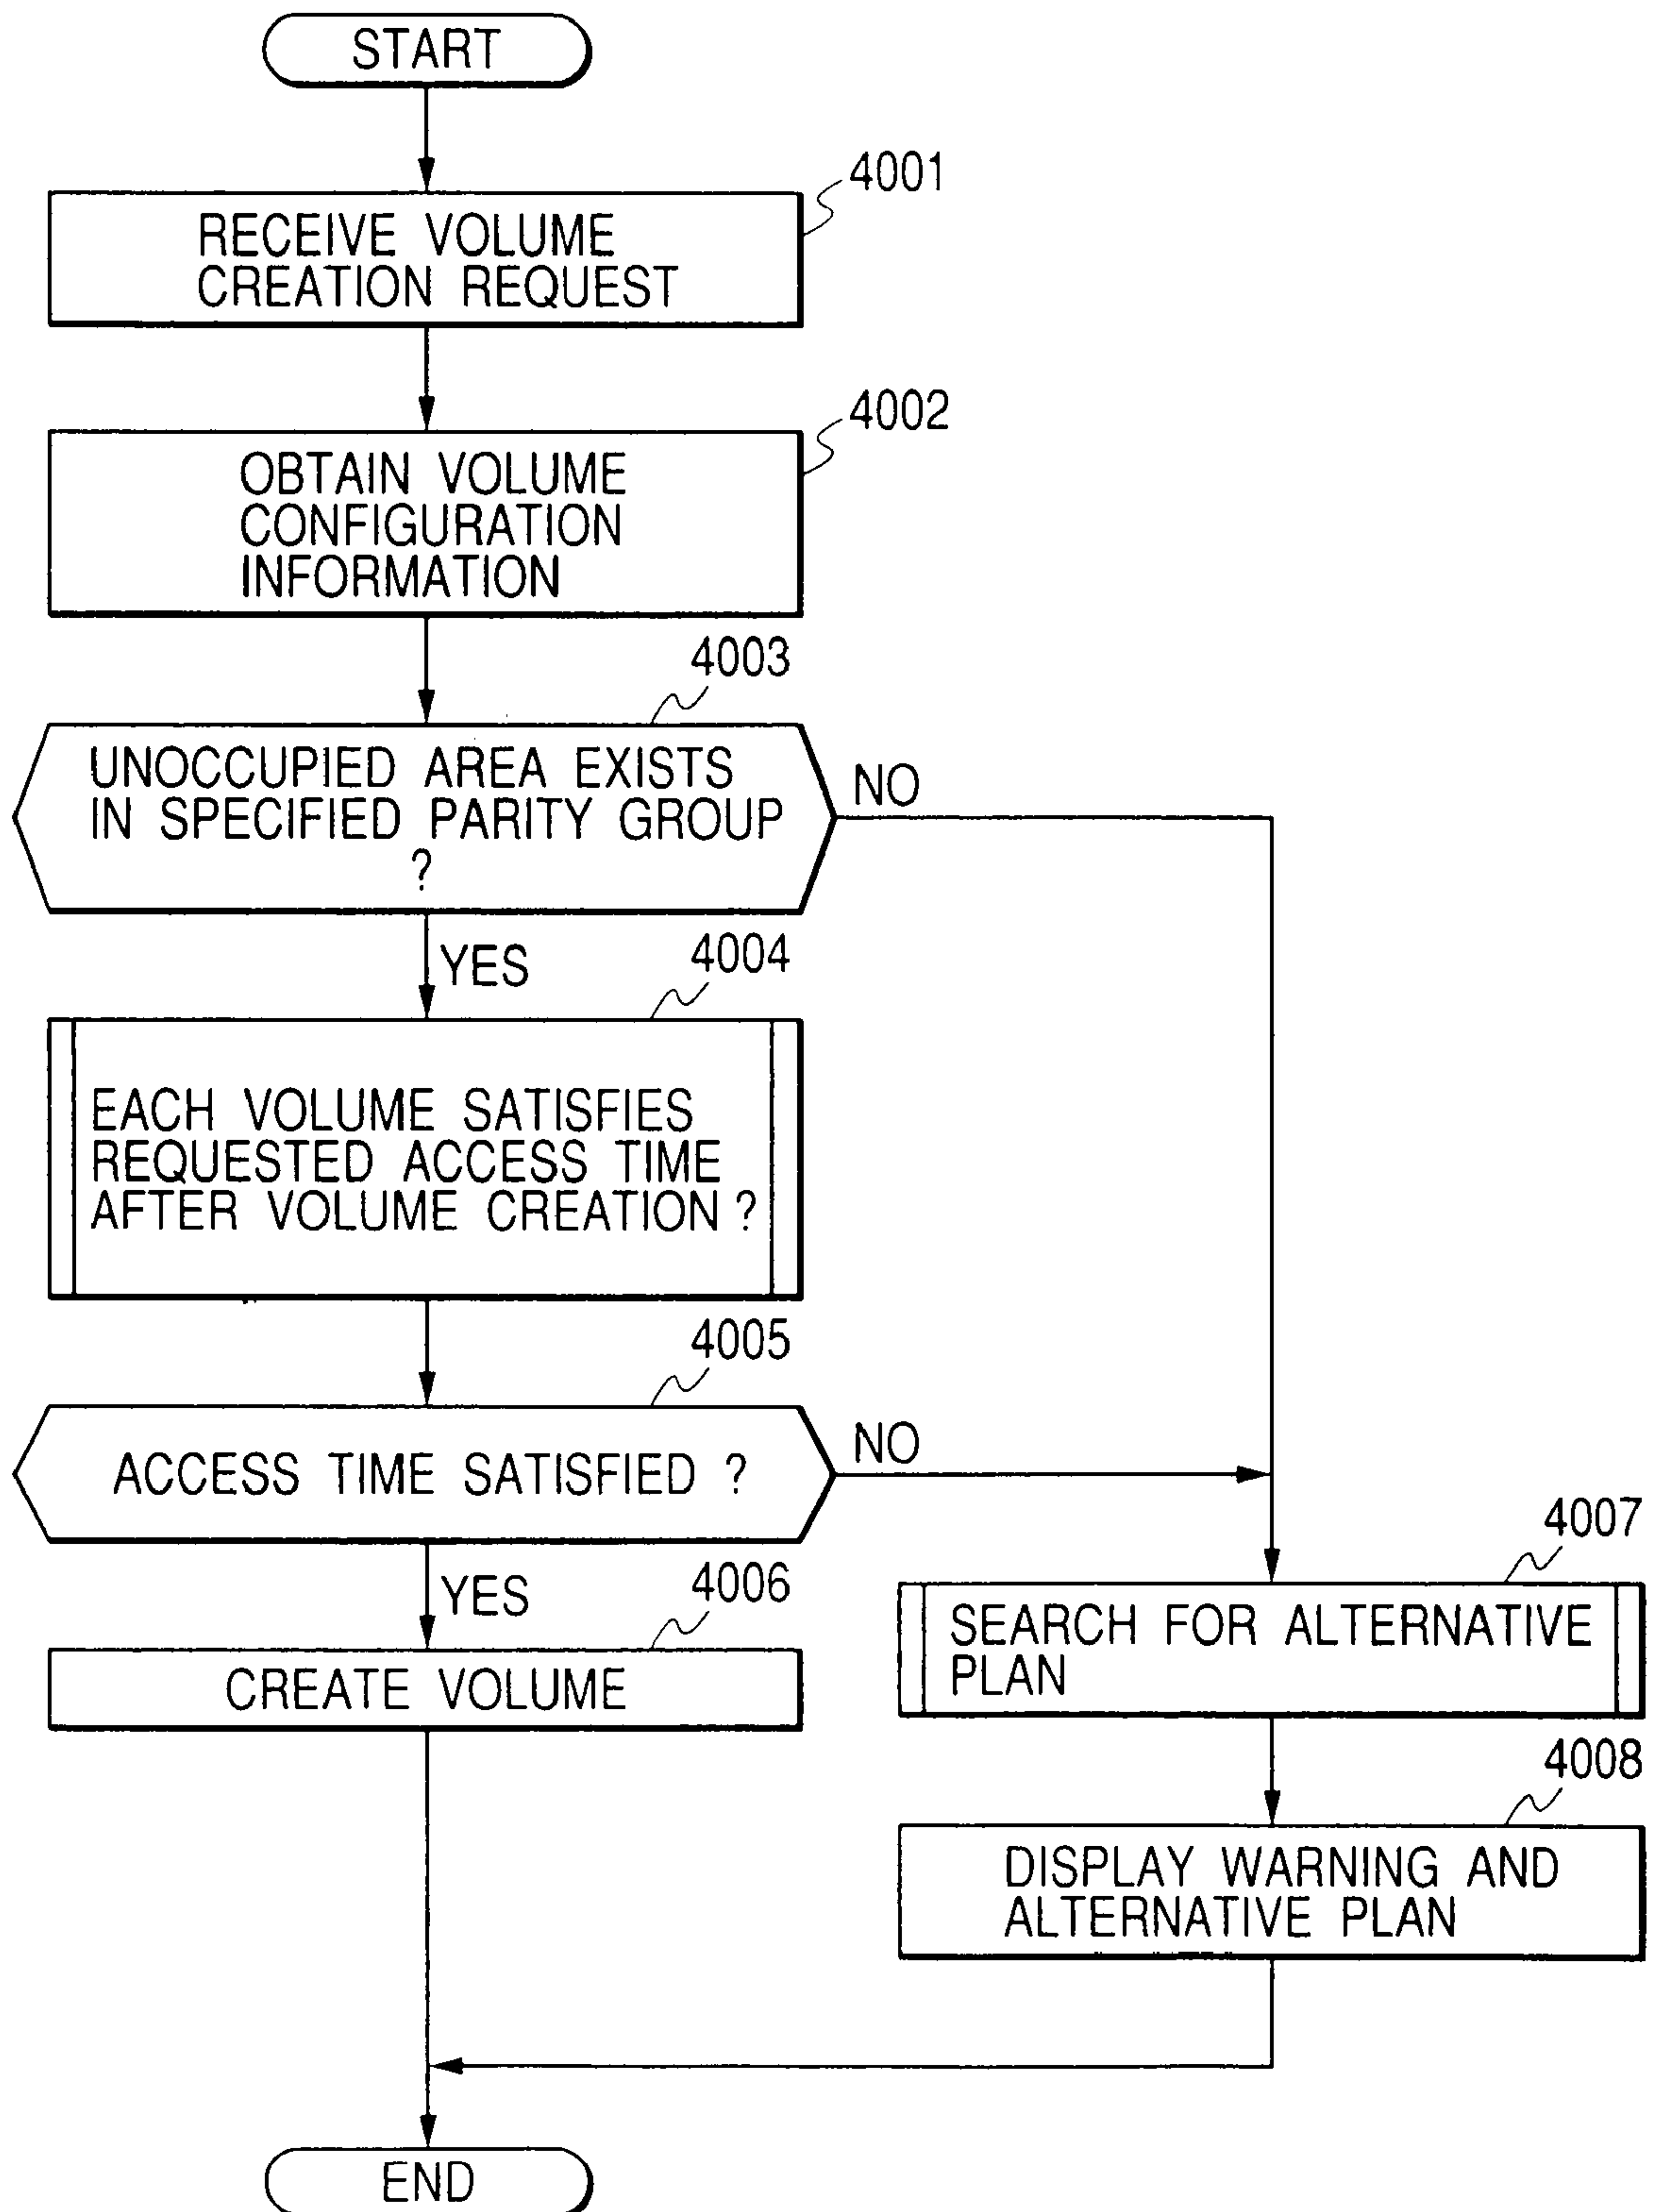 START
4001
RECEIVE VOLUME
CREATION REQUEST
4002
OBTAIN VOLUME
CONFIGURATION
INFORMATION
4003
UNOCCUPIED AREA EXISTS
IN SPECIFIED PARITY GROUP
?
NO
YES
4004
EACH VOLUME SATISFIES
REQUESTED ACCESS TIME
AFTER VOLUME CREATION ?
4005
ACCESS TIME SATISFIED ?
NO
YES
4006
CREATE VOLUME
4007
SEARCH FOR ALTERNATIVE
PLAN
4008
DISPLAY WARNING AND
ALTERNATIVE PLAN
END